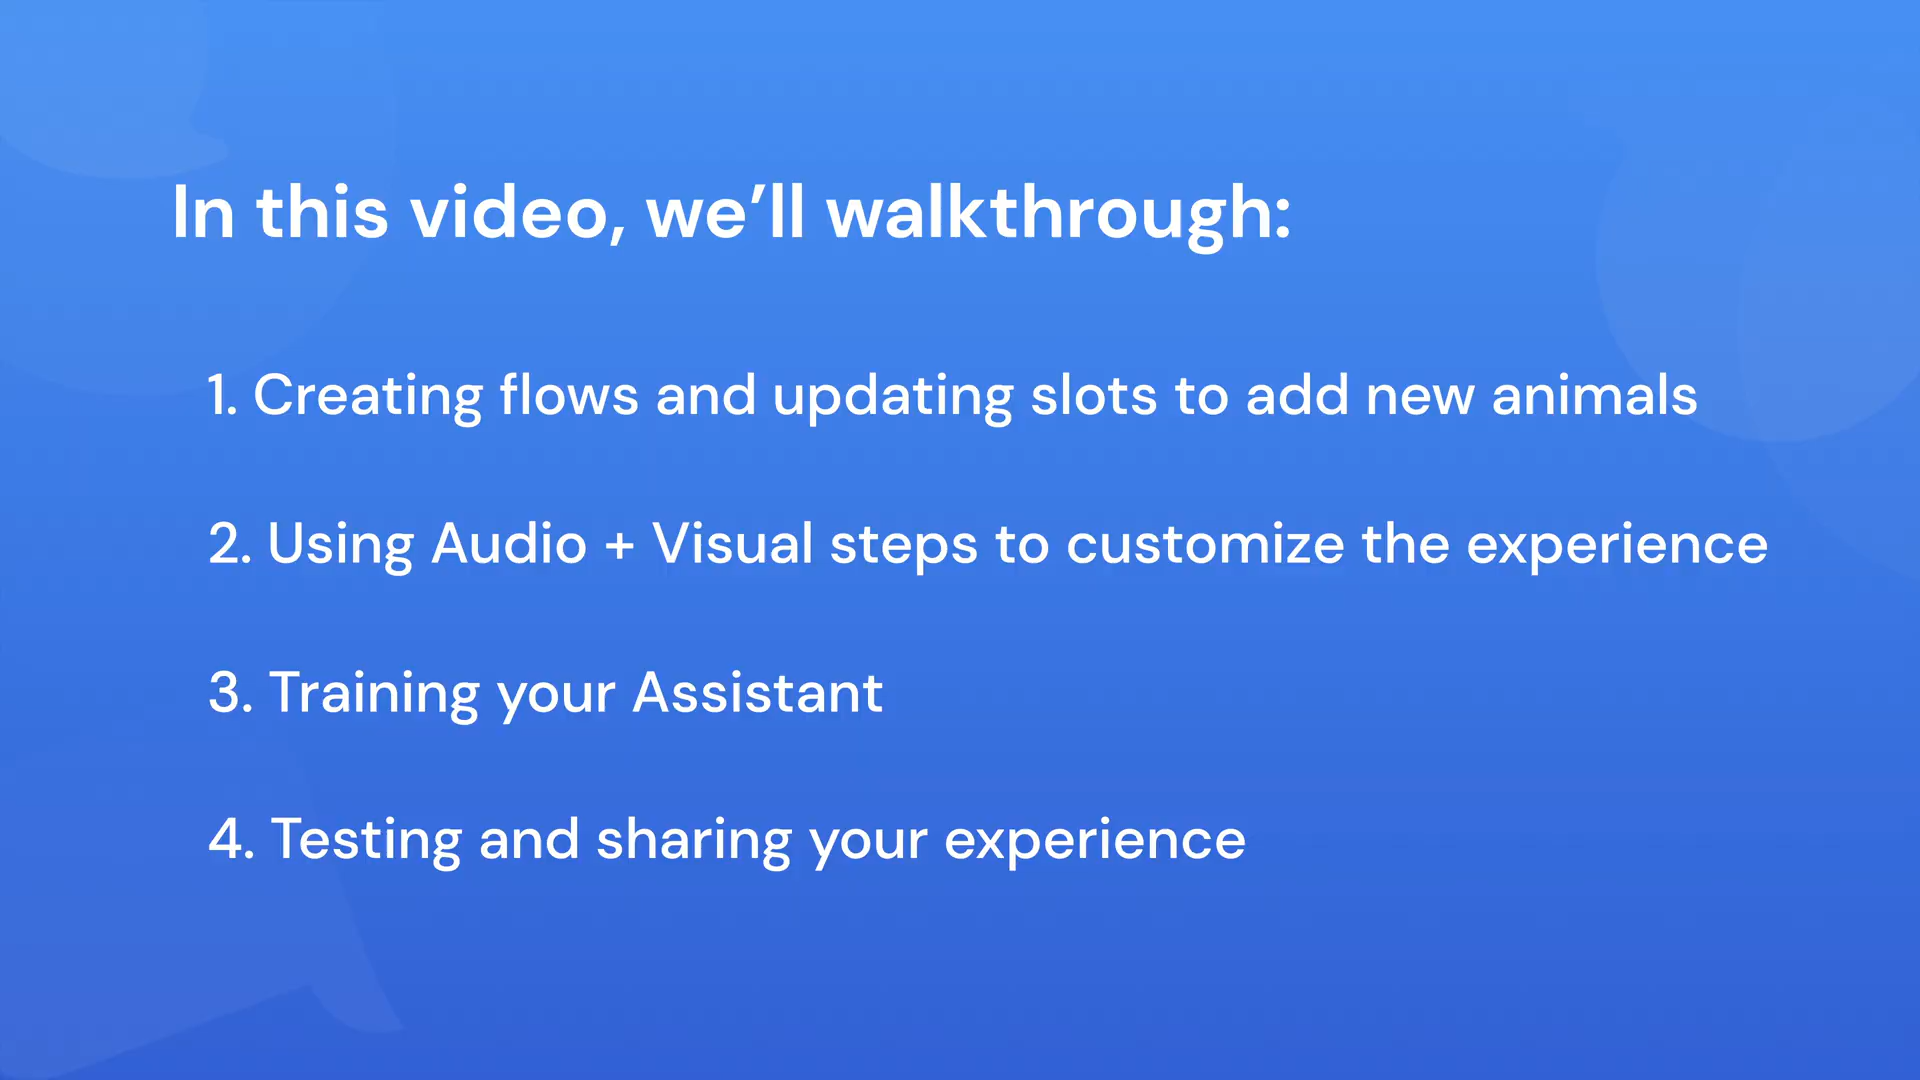 In this video, we’ll walkthrough:
1. Creating flows and updating slots to add new animals
2. Using Audio + Visual steps to customize the experience
3. Training your Assistant
4. Testing and sharing your experience